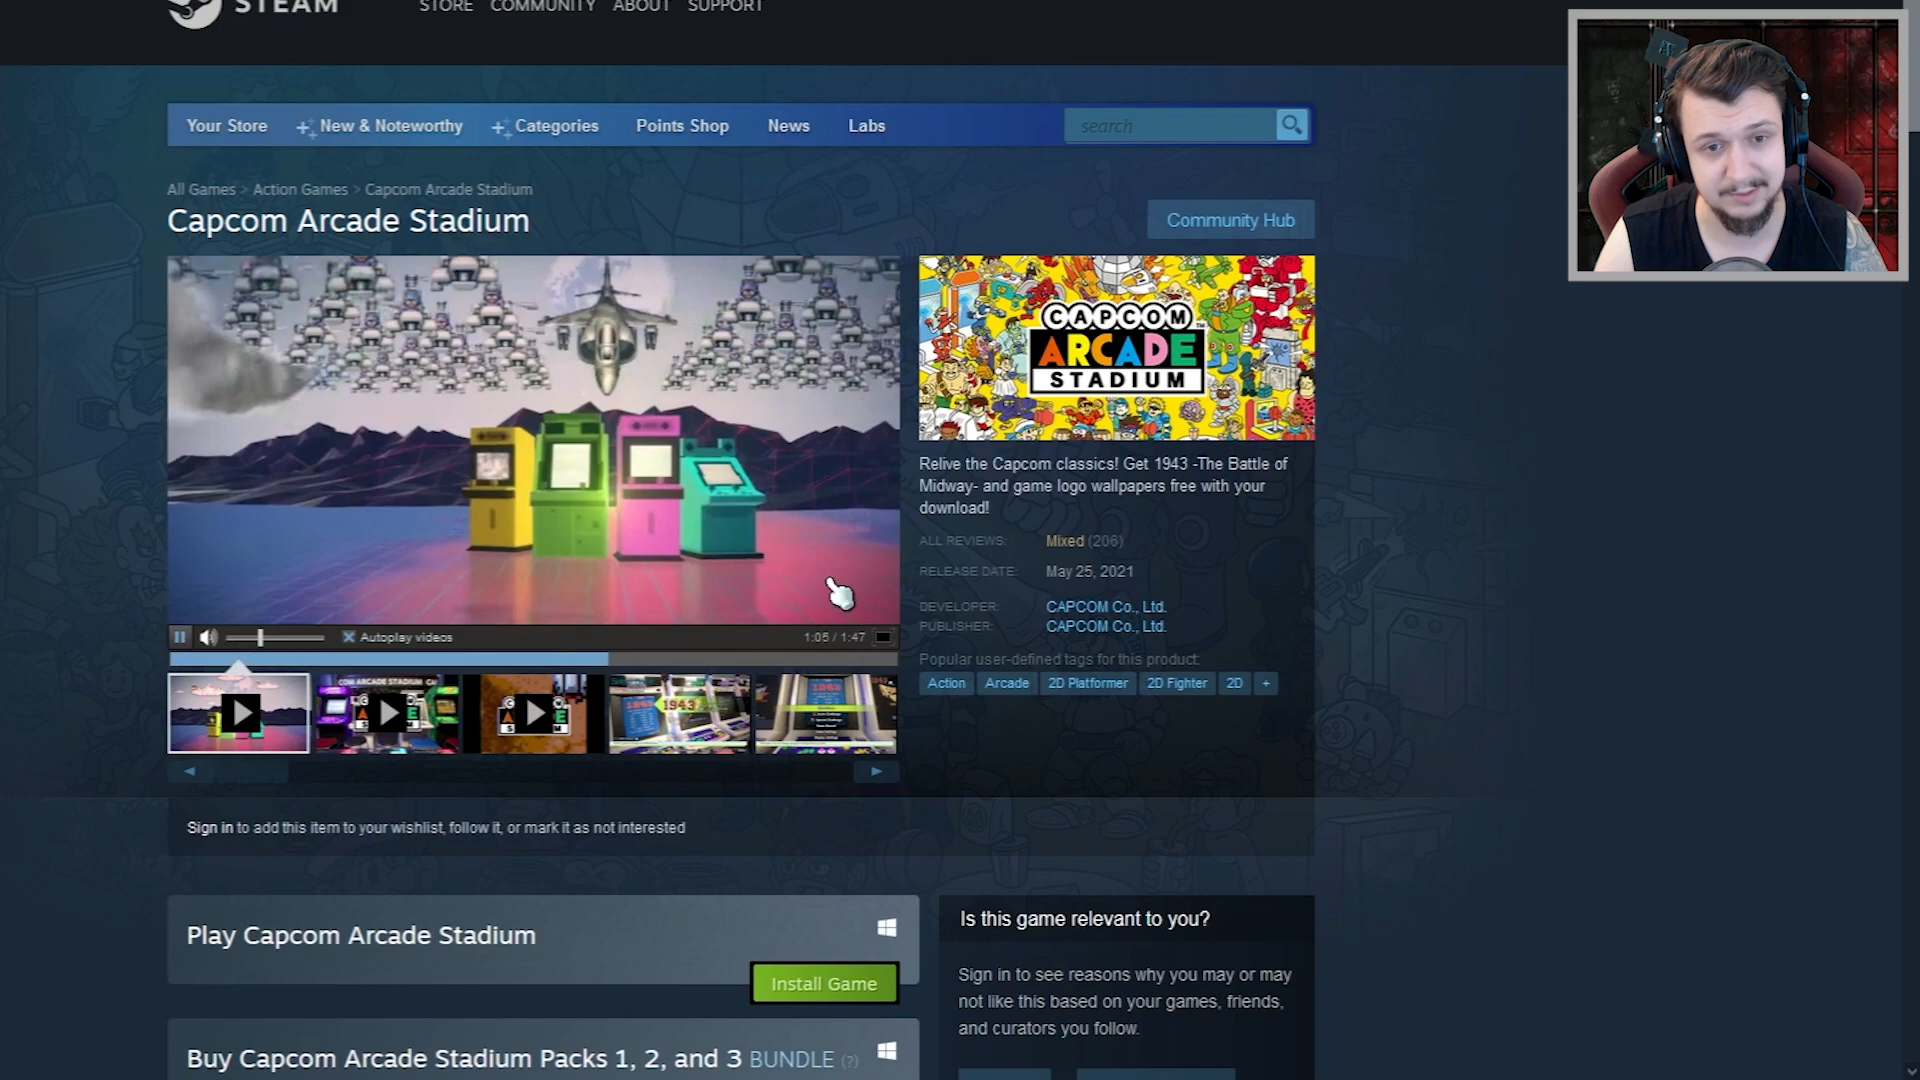 STEAM
STORE COMMUNITY ABOUT SUPPORT
Your Store New & Noteworthy Categories Points Shop News Labs search
All Games > Action Games > Capcom Arcade Stadium
Capcom Arcade Stadium
Community Hub
CAPCOM
ARCADE
STADIUM
Relive the Capcom classics! Get 1943 -The Battle of
Midway- and game logo wallpapers free with your
download!
ALL REVIEWS: Mixed (206)
RELEASE DATE: May 25, 2021
DEVELOPER: CAPCOM Co., Ltd.
PUBLISHER: CAPCOM Co., Ltd.
Popular user-defined tags for this product:
Action Arcade 2D Platformer 2D Fighter 2D +
Autoplay videos 1:05 / 1:47
1943
Sign in to add this item to your wishlist, follow it, or mark it as not interested
Play Capcom Arcade Stadium
Install Game
Buy Capcom Arcade Stadium Packs 1, 2, and 3 BUNDLE (?)
Is this game relevant to you?
Sign in to see reasons why you may or may
not like this based on your games, friends,
and curators you follow.